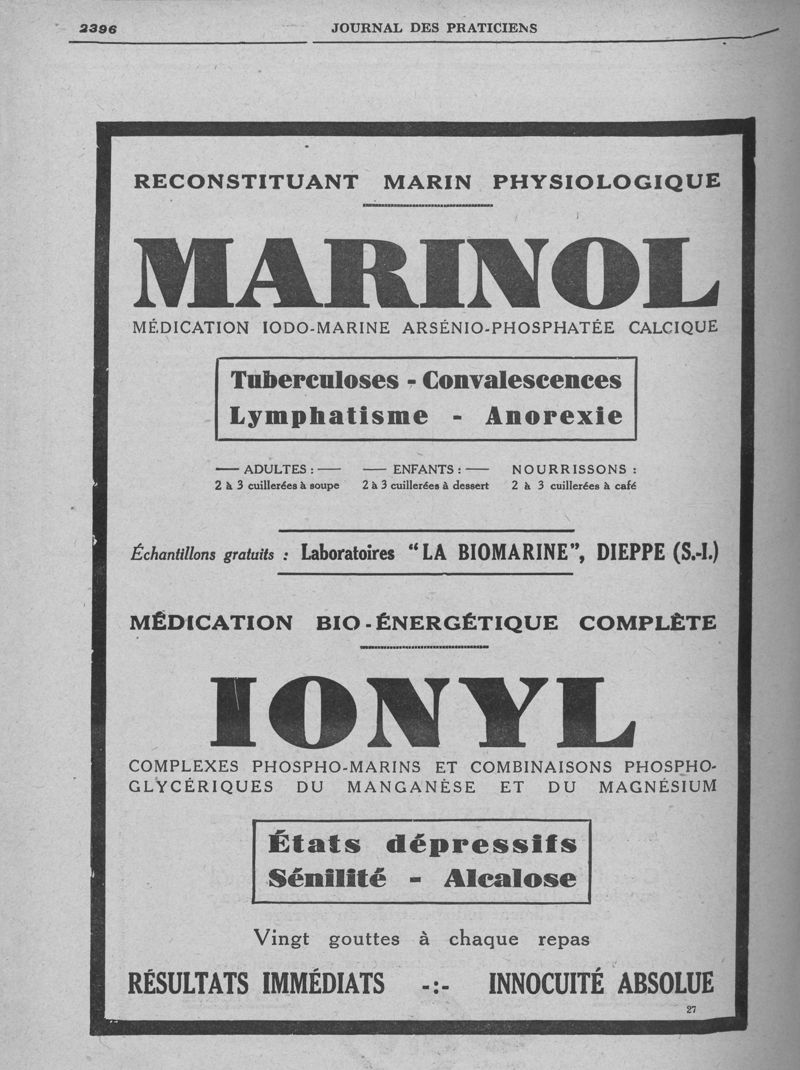 2396
JOURNAL DES PRATICIENS
RECONSTITUANT MARIN PHYSIOLOGIQUE
MARINOL
MÉDICATION IODO-MARINE ARSÉNIO-PHOSPHATÉE CALCIQUE
Tuberculoses - Convalescences
Lymphatisme - Anorexie
— ADULTES : —
2 à 3 cuillerées à soupe
— ENFANTS : —
2 à 3 cuillerées à dessert
NOURRISSONS :
2 à 3 cuillerées à café
Échantillons gratuits : Laboratoires “LA BIOMARINE”, DIEPPE (S.-I.)
MÉDICATION BIO-ÉNERGÉTIQUE COMPLÈTE
IONYL
COMPLEXES PHOSPHO-MARINS ET COMBINAISONS PHOSPHO-
GLYCÉRIQUES DU MANGANÈSE ET DU MAGNÉSIUM
États dépressifs
Sénilité - Alcalose
Vingt gouttes à chaque repas
RÉSULTATS IMMÉDIATS -:- INNOCUITÉ ABSOLUE
27